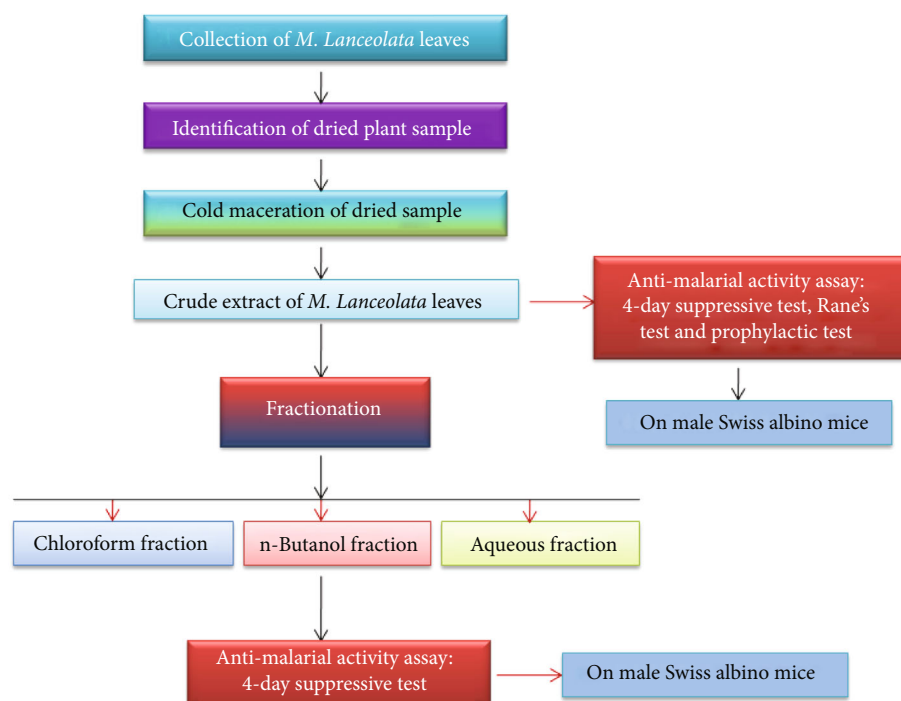 Collection of M. Lanceolata leaves
Identification of dried plant sample
Cold maceration of dried sample
Crude extract of M. Lanceolata leaves
Anti-malarial activity assay:
4-day suppressive test, Rane's
test and prophylactic test
On male Swiss albino mice
Fractionation
Chloroform fraction
n-Butanol fraction
Aqueous fraction
Anti-malarial activity assay:
4-day suppressive test
On male Swiss albino mice